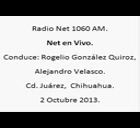 Radio Net 1060 AM.
Net en Vivo.
Conduce: Rogelio González Quiroz,
Alejandro Velasco.
Cd. Juárez,  Chihuahua.
2 Octubre 2013.